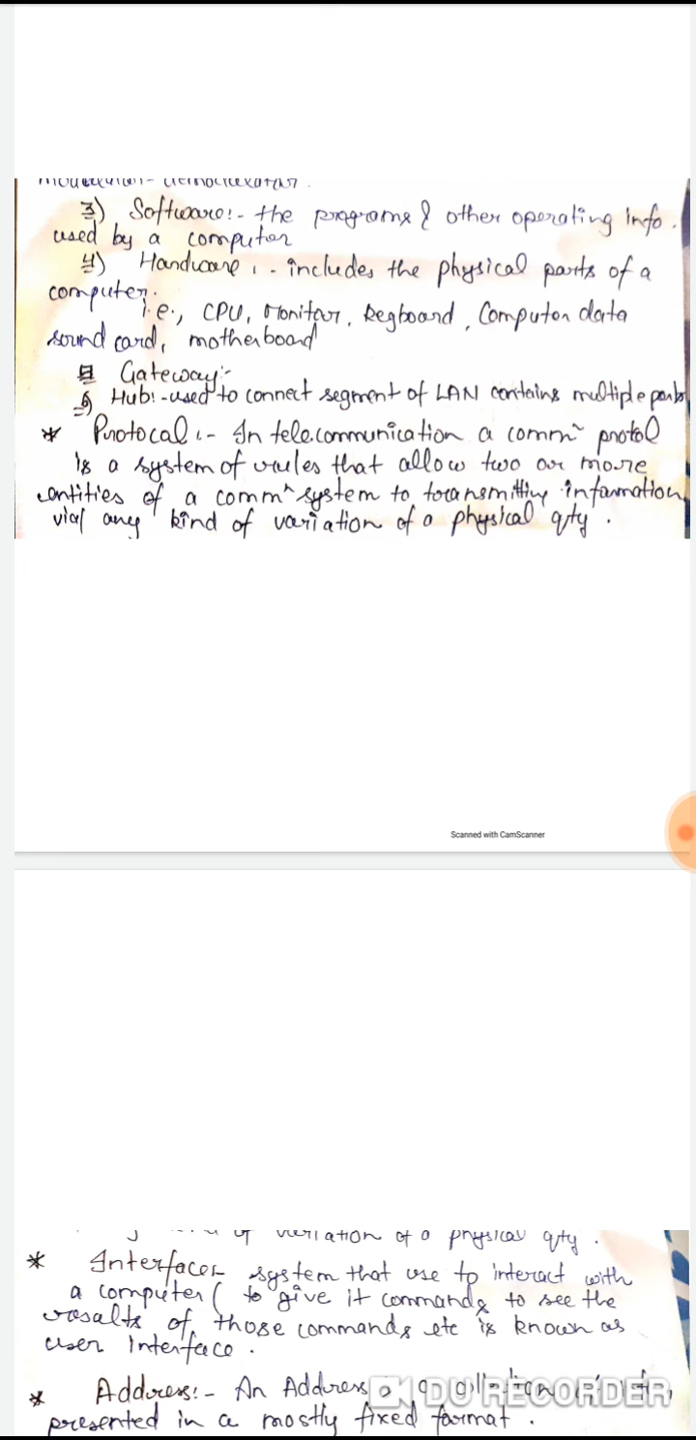 3) Software:- the programs & other operating info.
used by a computer
4) Hardware :- includes the physical parts of a
computer.
i.e., CPU, Monitor, Keyboard, Computer data
sound card, motherboard
5 Gateway:-
6) Hub:- used to connect segment of LAN contains multiple ports
* Protocal :- In telecommunication a commn protol
is a system of rules that allow two or more
entities of a commn system to transmitting information
via any kind of variation of a physical qty.
Scanned with CamScanner
of variation of a physical qty.
* Interface:- system that use to interact with
a computer ( to give it commands to see the
rosalts of those commands etc is known as
user interface.
* Address:- An Address
DU RECORDER
presented in a mostly fixed format.